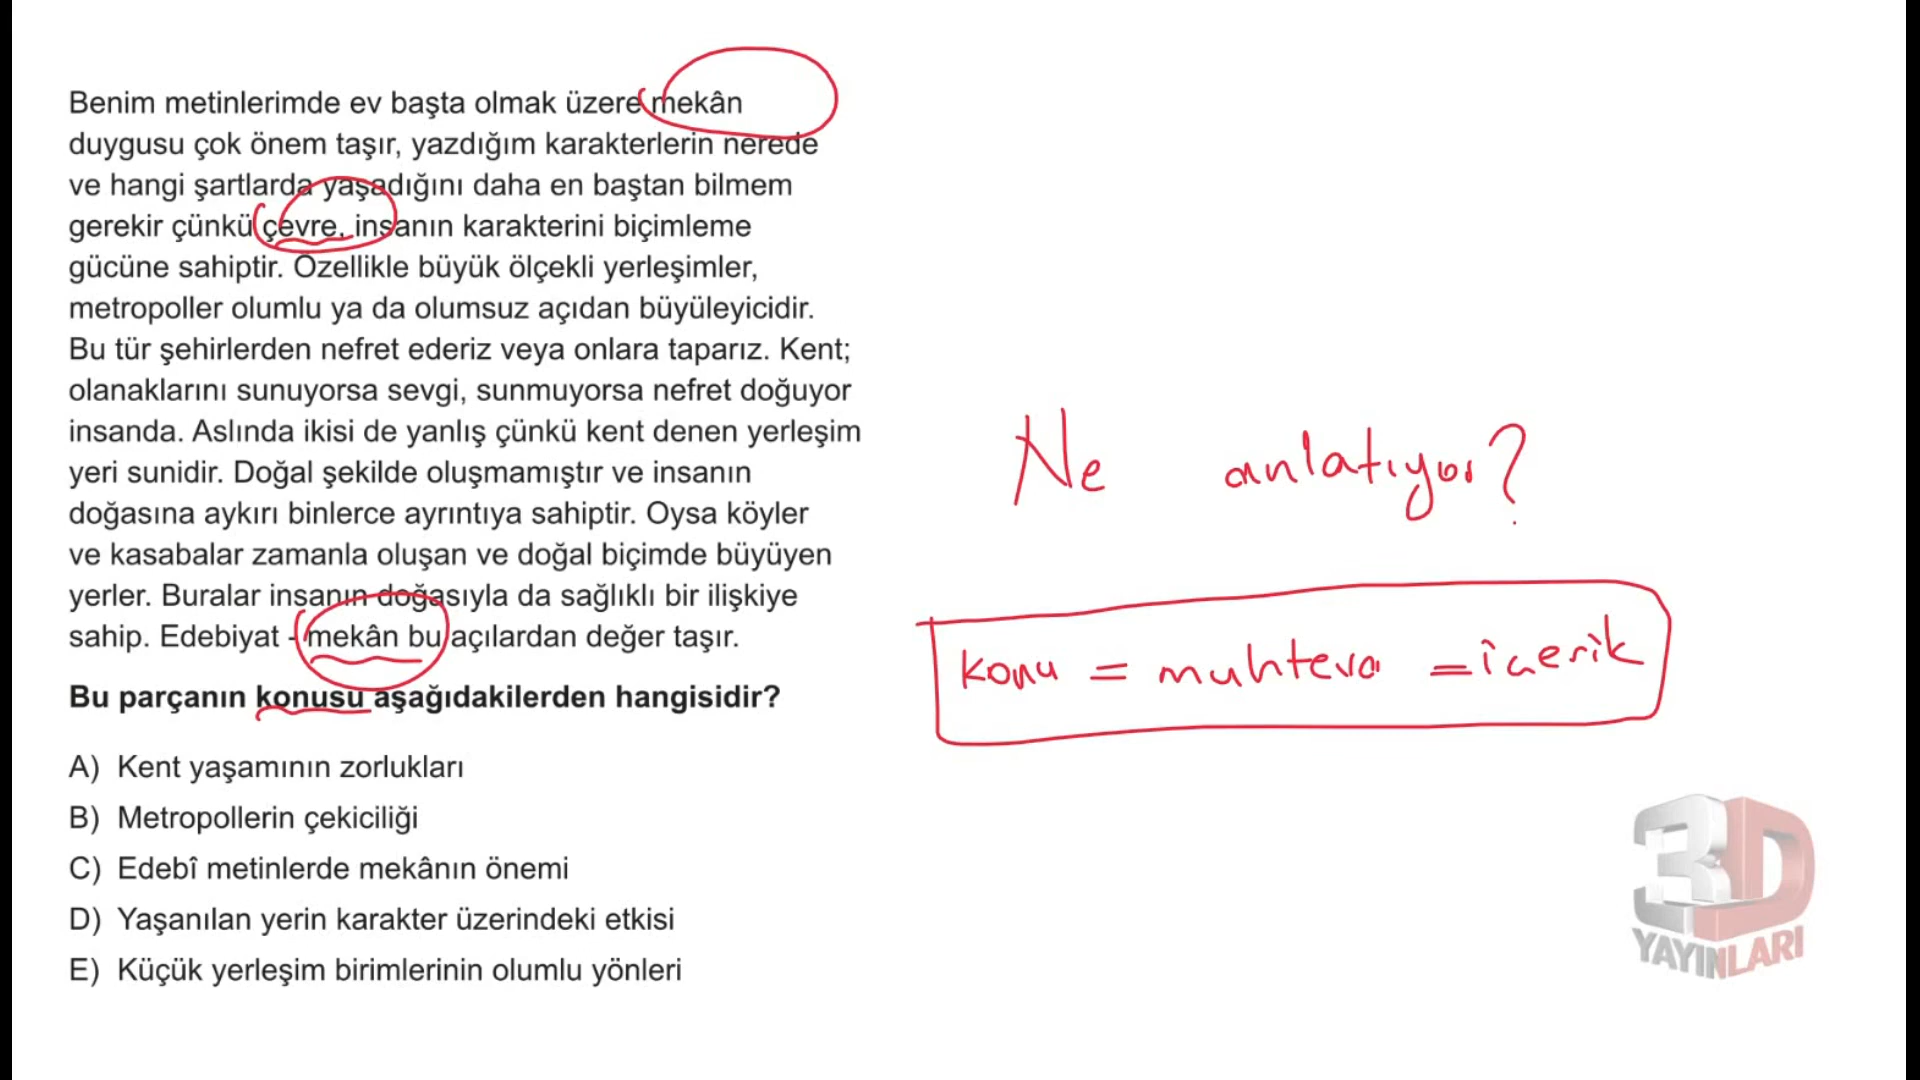 Benim metinlerimde ev başta olmak üzere mekân
duygusu çok önem taşır, yazdığım karakterlerin nerede
ve hangi şartlarda yaşadığını daha en baştan bilmem
gerekir çünkü çevre, insanın karakterini biçimleme
gücüne sahiptir. Özellikle büyük ölçekli yerleşimler,
metropoller olumlu ya da olumsuz açıdan büyüleyicidir.
Bu tür şehirlerden nefret ederiz veya onlara taparız. Kent;
olanaklarını sunuyorsa sevgi, sunmuyorsa nefret doğuyor
insanda. Aslında ikisi de yanlış çünkü kent denen yerleşim
yeri sunidir. Doğal şekilde oluşmamıştır ve insanın
doğasına aykırı binlerce ayrıntıya sahiptir. Oysa köyler
ve kasabalar zamanla oluşan ve doğal biçimde büyüyen
yerler. Buralar insanın doğasıyla da sağlıklı bir ilişkiye
sahip. Edebiyat - mekân bu açılardan değer taşır.
Bu parçanın konusu aşağıdakilerden hangisidir?
A) Kent yaşamının zorlukları
B) Metropollerin çekiciliği
C) Edebî metinlerde mekânın önemi
D) Yaşanılan yerin karakter üzerindeki etkisi
E) Küçük yerleşim birimlerinin olumlu yönleri
Ne anlatıyor?
konu = muhteva = içerik
3D
YAYINLARI